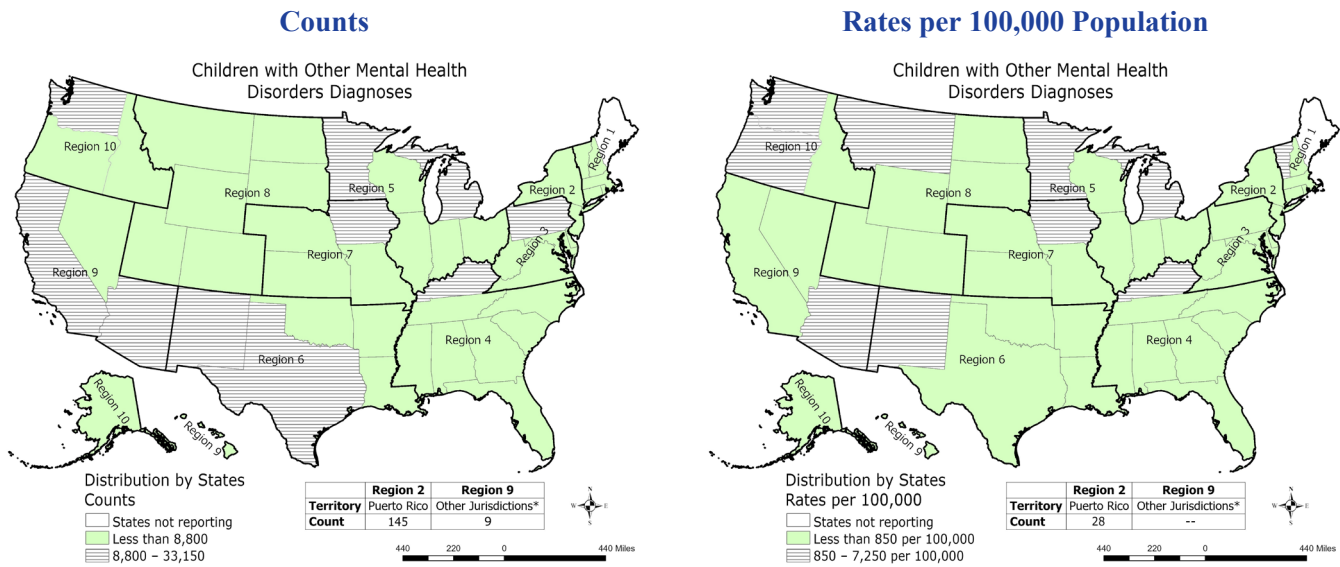 Counts
Children with Other Mental Health
Disorders Diagnoses
Region 1
Region 10
Region 2
Region 5
Region 8
Region 3
Region 7
Region 9
Region 4
Region 6
Region 10
Region 9
Distribution by States
Counts
States not reporting
Less than 8,800
8,800 – 33,150
Region 2 Region 9
Territory Puerto Rico Other Jurisdictions*
Count 145 9
N
W E
S
440 220 0 440 Miles
Rates per 100,000 Population
Children with Other Mental Health
Disorders Diagnoses
Region 1
Region 10
Region 2
Region 5
Region 8
Region 3
Region 7
Region 9
Region 4
Region 6
Region 10
Region 9
Distribution by States
Rates per 100,000
States not reporting
Less than 850 per 100,000
850 – 7,250 per 100,000
Region 2 Region 9
Territory Puerto Rico Other Jurisdictions*
Count 28 --
N
W E
S
440 220 0 440 Miles